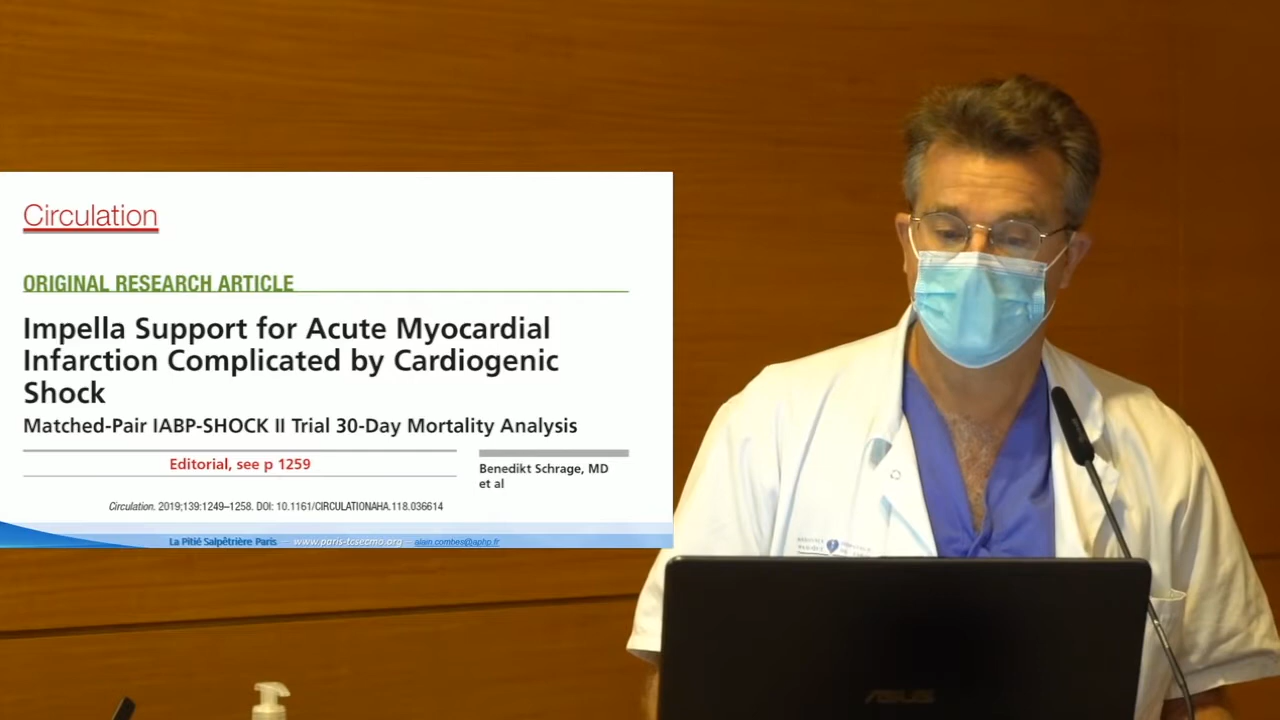 Circulation
ORIGINAL RESEARCH ARTICLE
Impella Support for Acute Myocardial
Infarction Complicated by Cardiogenic
Shock
Matched-Pair IABP-SHOCK II Trial 30-Day Mortality Analysis
Editorial, see p 1259
Benedikt Schrage, MD
et al
Circulation. 2019;139:1249–1258. DOI: 10.1161/CIRCULATIONAHA.118.036614
La Pitié Salpêtrière Paris — www.paris-tcsecmo.org — alain.combes@aphp.fr
ASUS